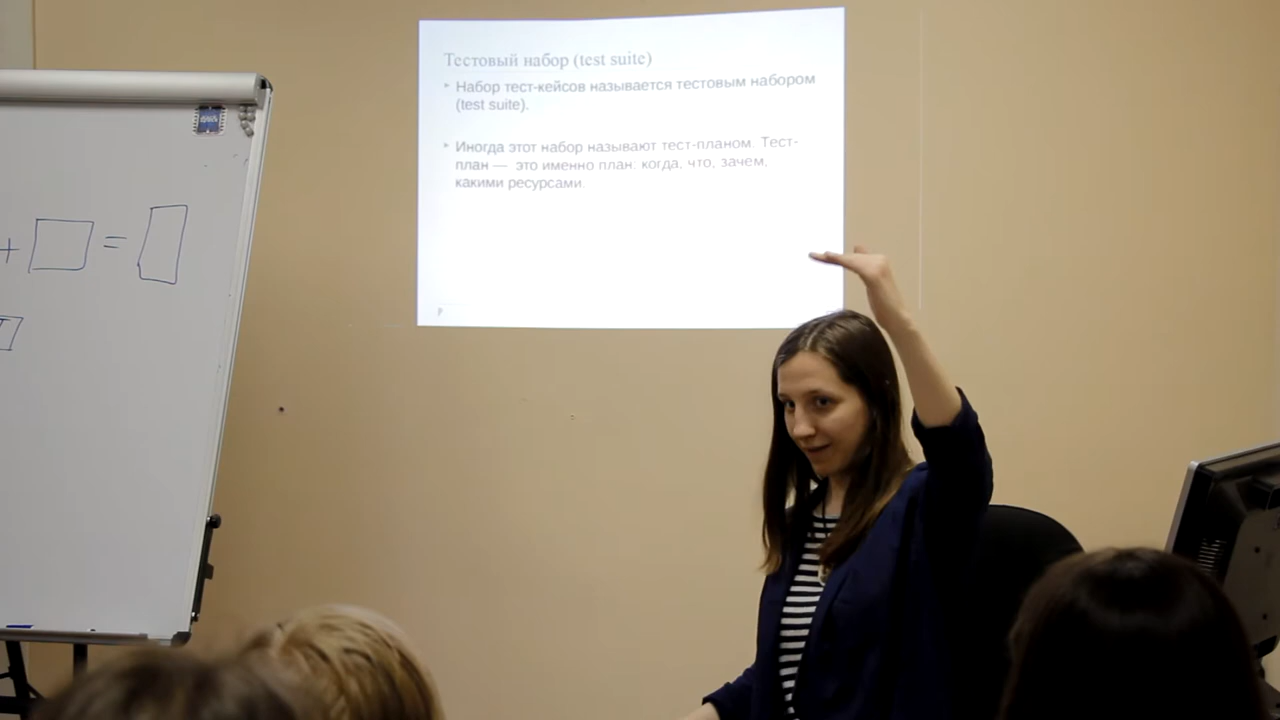 Тестовый набор (test suite)
Набор тест-кейсов называется тестовым набором
(test suite).
Иногда этот набор называют тест-планом. Тест-
план — это именно план: когда, что, зачем,
какими ресурсами.
+ =